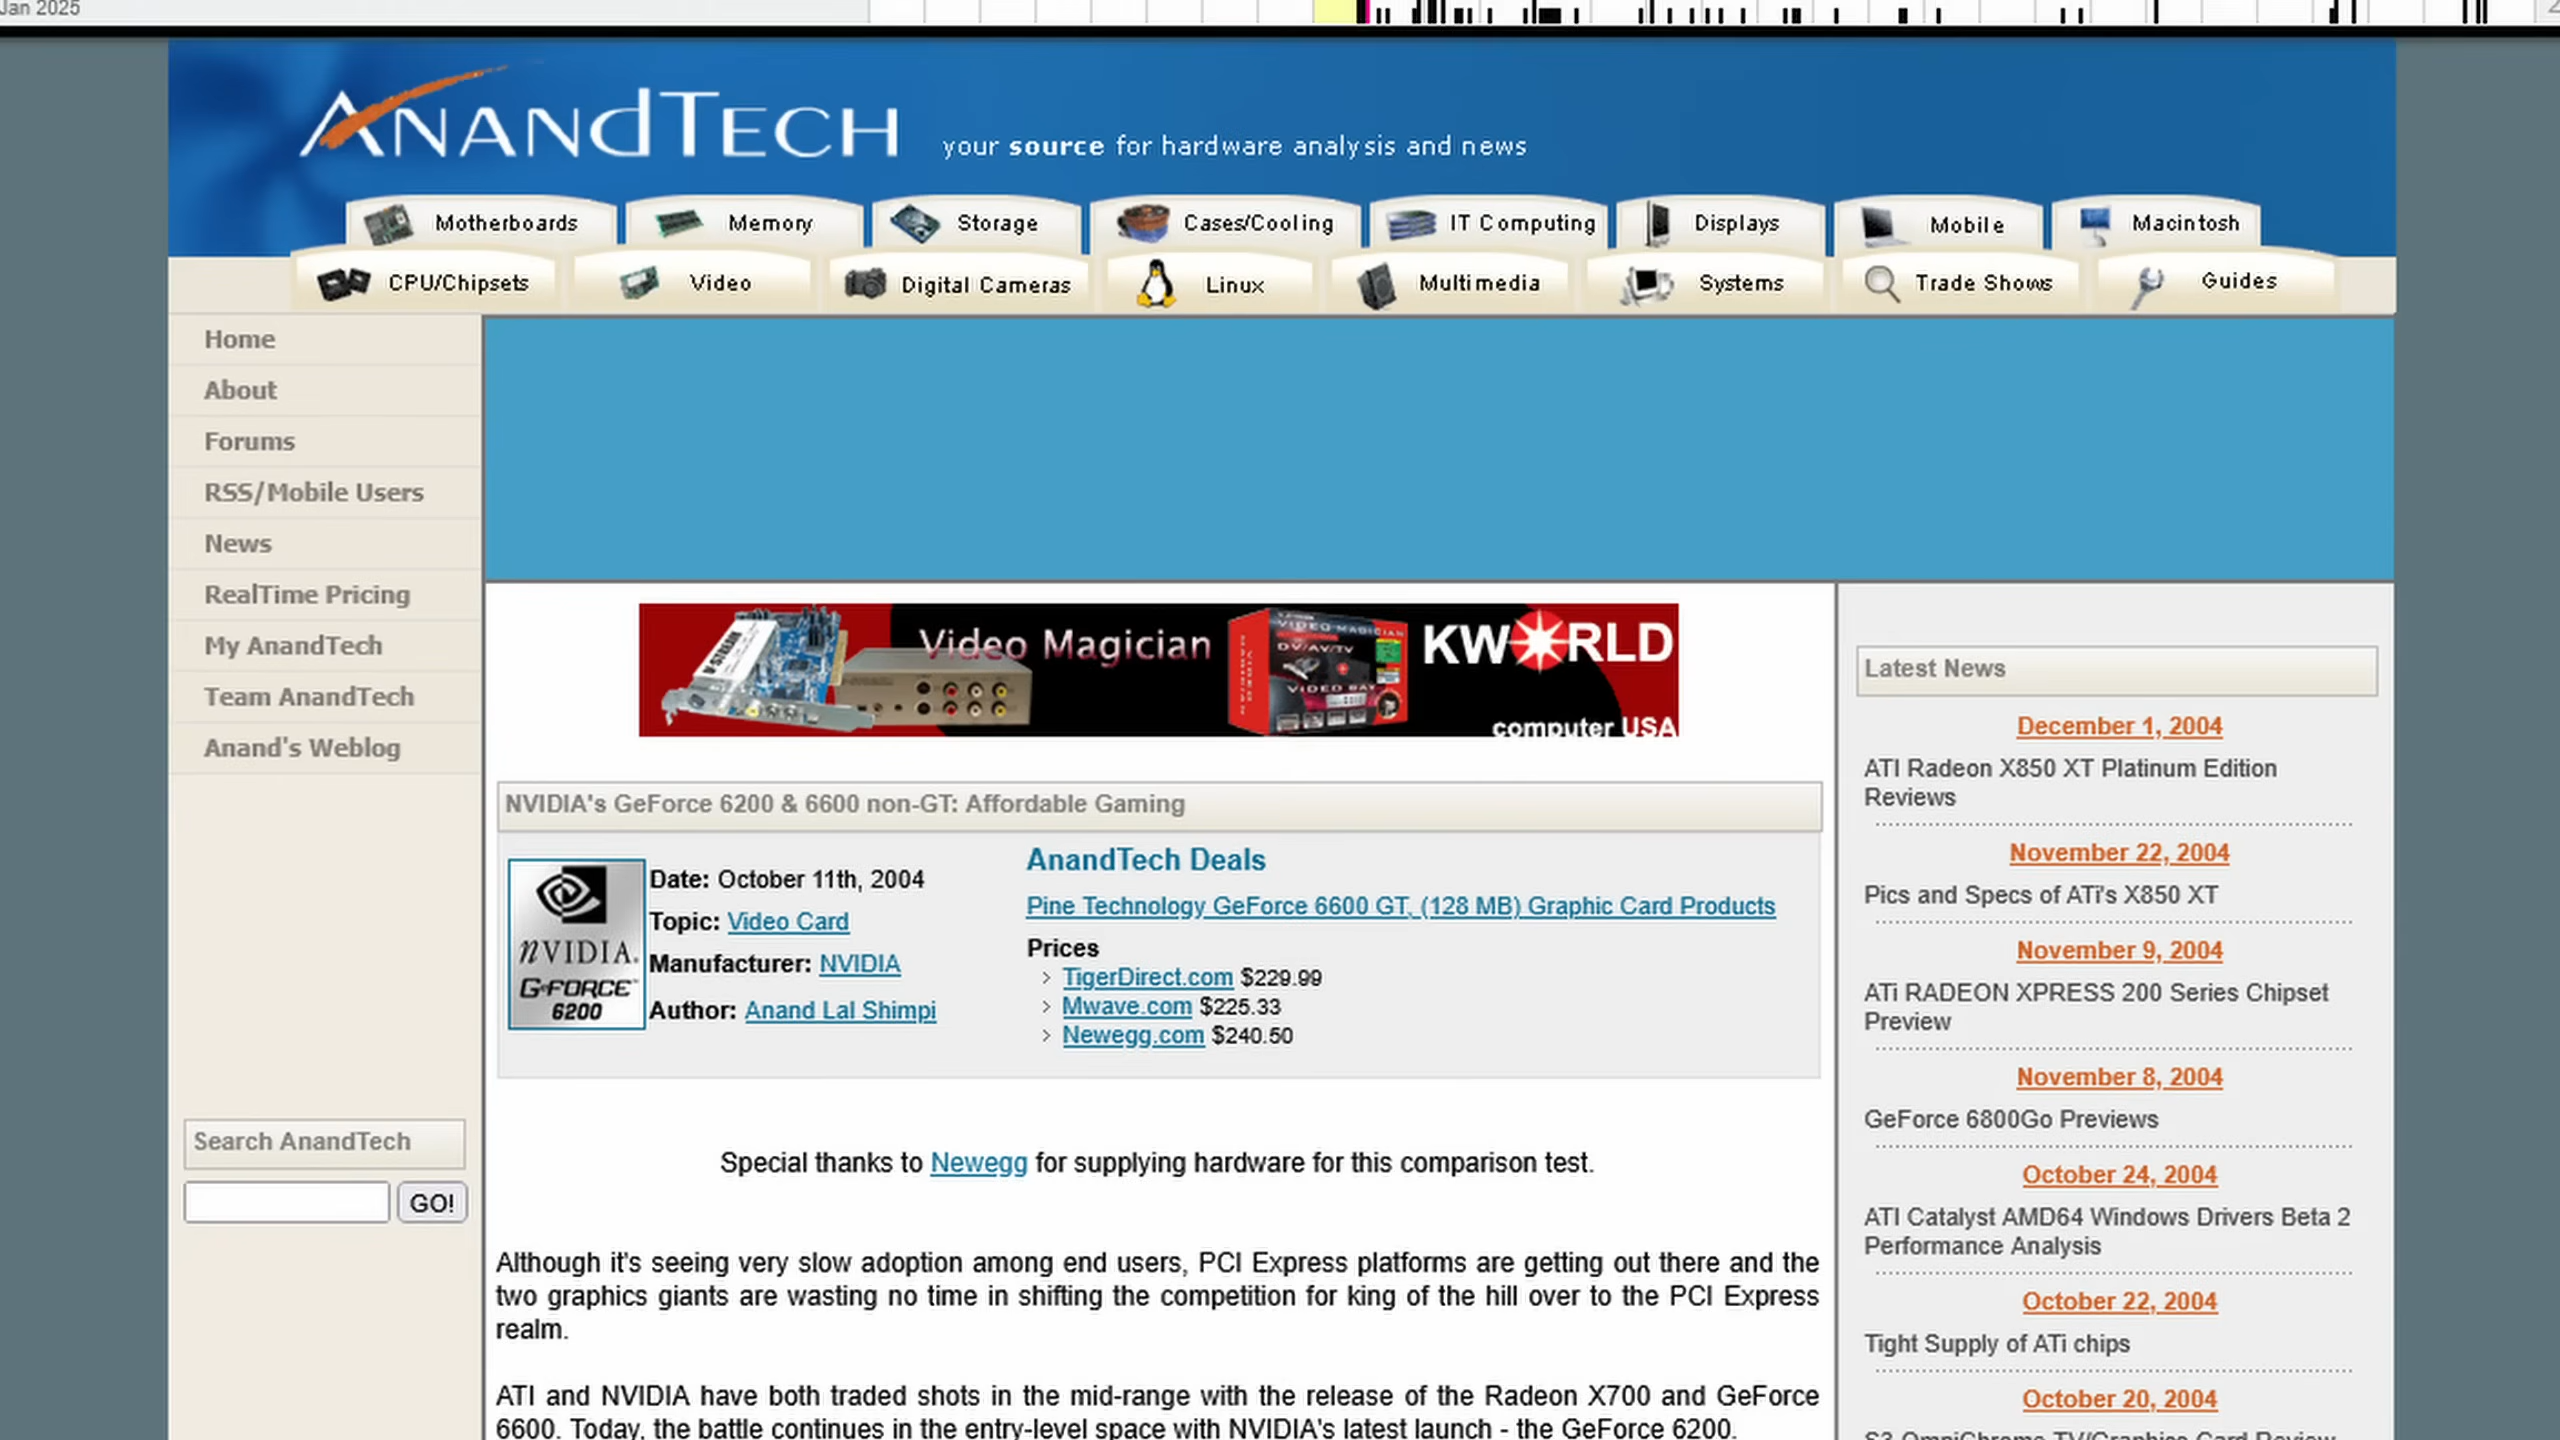 Jan 2025
ANANDTECH
your source for hardware analysis and news
Motherboards
Memory
Storage
Cases/Cooling
IT Computing
Displays
Mobile
Macintosh
CPU/Chipsets
Video
Digital Cameras
Linux
Multimedia
Systems
Trade Shows
Guides
Home
About
Forums
RSS/Mobile Users
News
RealTime Pricing
My AnandTech
Team AnandTech
Anand's Weblog
Search AnandTech
GO!
Video Magician
VIDEO MAGICIAN
DV/AV/TV
VIDEO BAY
KWORLD
computer USA
NVIDIA's GeForce 6200 & 6600 non-GT: Affordable Gaming
nVIDIA.
GeFORCE
6200
Date: October 11th, 2004
Topic: Video Card
Manufacturer: NVIDIA
Author: Anand Lal Shimpi
AnandTech Deals
Pine Technology GeForce 6600 GT, (128 MB) Graphic Card Products
Prices
TigerDirect.com $229.99
Mwave.com $225.33
Newegg.com $240.50
Special thanks to Newegg for supplying hardware for this comparison test.
Although it's seeing very slow adoption among end users, PCI Express platforms are getting out there and the
two graphics giants are wasting no time in shifting the competition for king of the hill over to the PCI Express
realm.
ATI and NVIDIA have both traded shots in the mid-range with the release of the Radeon X700 and GeForce
6600. Today, the battle continues in the entry-level space with NVIDIA's latest launch - the GeForce 6200.
Latest News
December 1, 2004
ATI Radeon X850 XT Platinum Edition
Reviews
November 22, 2004
Pics and Specs of ATi's X850 XT
November 9, 2004
ATi RADEON XPRESS 200 Series Chipset
Preview
November 8, 2004
GeForce 6800Go Previews
October 24, 2004
ATI Catalyst AMD64 Windows Drivers Beta 2
Performance Analysis
October 22, 2004
Tight Supply of ATi chips
October 20, 2004
S3 OmniChrome TV/Graphics Card Review